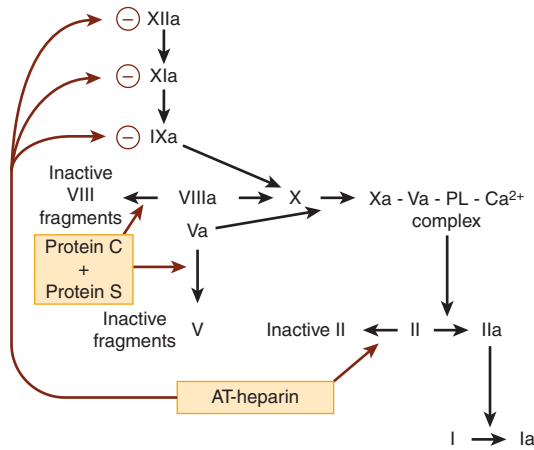 − XIIa
− XIa
− IXa
Inactive
VIII
fragments
VIIIa
X
Xa - Va - PL - Ca²⁺
complex
Va
Protein C
+
Protein S
Inactive
fragments
V
Inactive II
II
IIa
AT-heparin
I
Ia